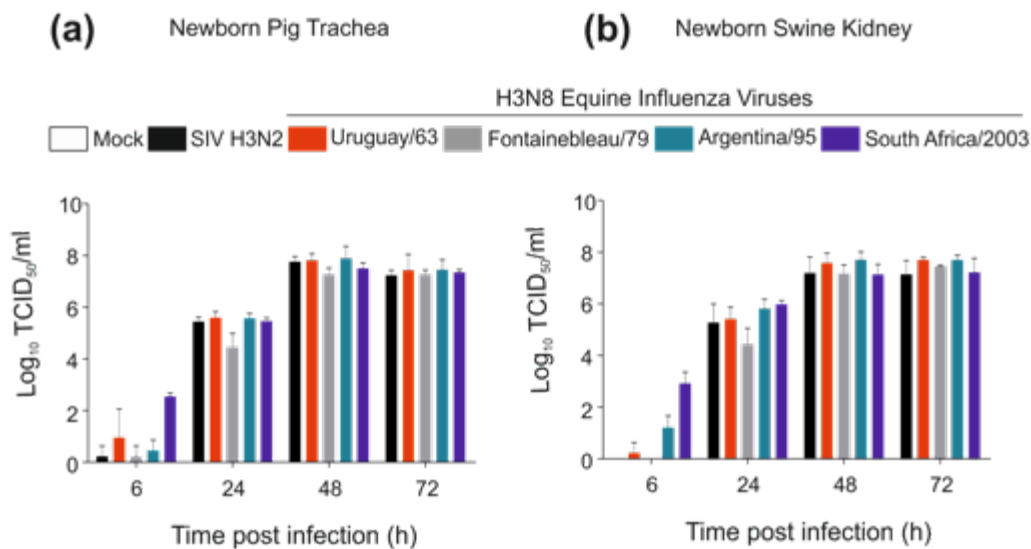 (a) Newborn Pig Trachea
(b) Newborn Swine Kidney
H3N8 Equine Influenza Viruses
Mock SIV H3N2 Uruguay/63 Fontainebleau/79 Argentina/95 South Africa/2003
Log₁₀ TCID₅₀/ml
10
8
6
4
2
0
6 24 48 72
Time post infection (h)
Log₁₀ TCID₅₀/ml
10
8
6
4
2
0
6 24 48 72
Time post infection (h)